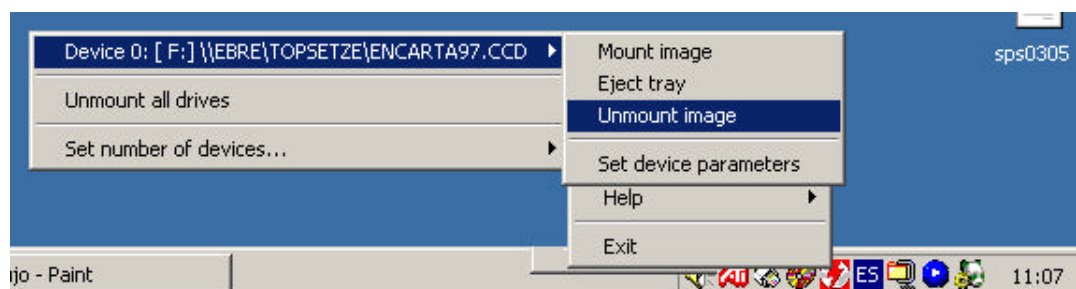 Device 0: [ F:] \\EBRE\TOPSETZE\ENCARTA97.CCD
Unmount all drives
Set number of devices...
Mount image
Eject tray
Unmount image
Set device parameters
Help
Exit
sps0305
ujo - Paint
ES
11:07